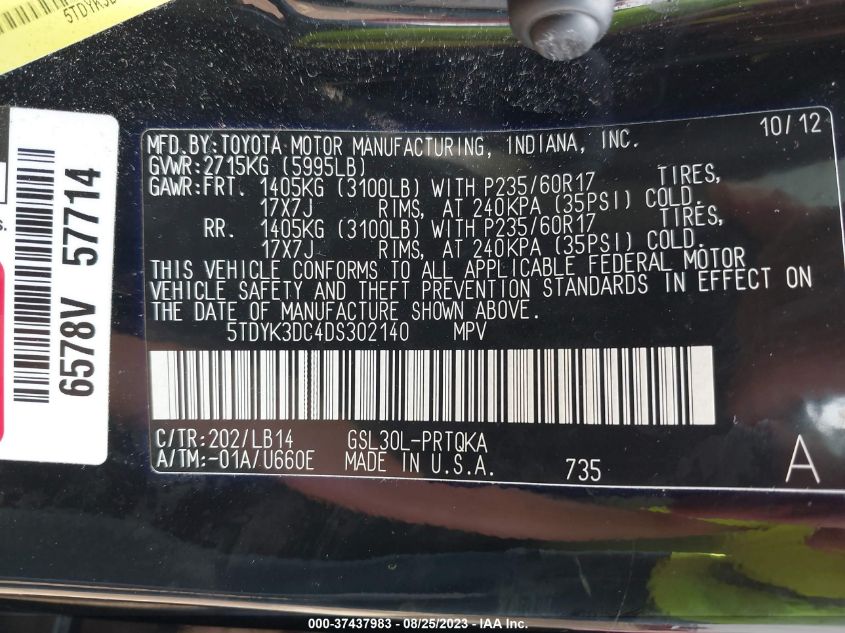 5TDYK3D
s.
6578V 57714
MFD.BY:TOYOTA MOTOR MANUFACTURING, INDIANA, INC. 10/12
GVWR:2715KG (5995LB)
GAWR:FRT. 1405KG (3100LB) WITH P235/60R17 TIRES,
17X7J RIMS, AT 240KPA (35PSI) COLD.
RR. 1405KG (3100LB) WITH P235/60R17 TIRES,
17X7J RIMS, AT 240KPA (35PSI) COLD.
THIS VEHICLE CONFORMS TO ALL APPLICABLE FEDERAL MOTOR
VEHICLE SAFETY AND THEFT PREVENTION STANDARDS IN EFFECT ON
THE DATE OF MANUFACTURE SHOWN ABOVE.
5TDYK3DC4DS302140 MPV
C/TR:202/LB14 GSL30L-PRTQKA
A/TM:-01A/U660E MADE IN U.S.A. 735 A
000-37437983 - 08/25/2023 - IAA Inc.